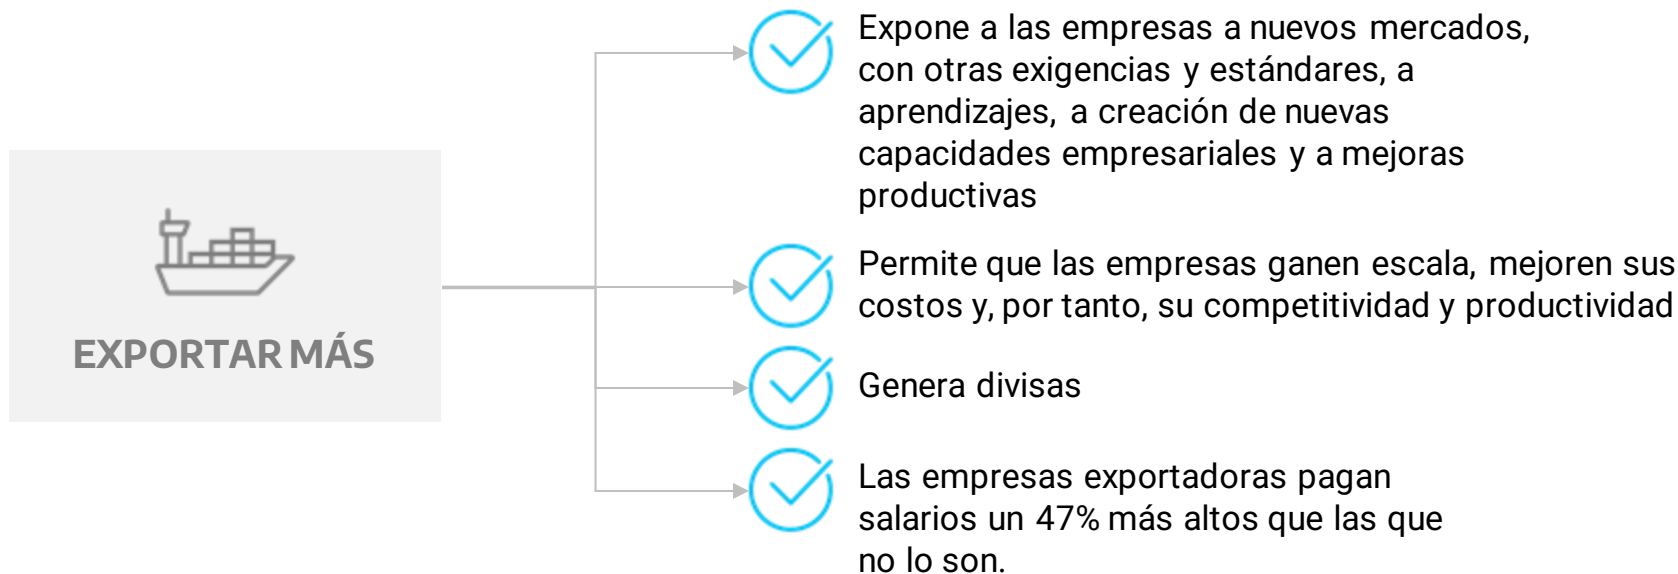 EXPORTAR MÁS
Expone a las empresas a nuevos mercados,
con otras exigencias y estándares, a
aprendizajes, a creación de nuevas
capacidades empresariales y a mejoras
productivas
Permite que las empresas ganen escala, mejoren sus
costos y, por tanto, su competitividad y productividad
Genera divisas
Las empresas exportadoras pagan
salarios un 47% más altos que las que
no lo son.